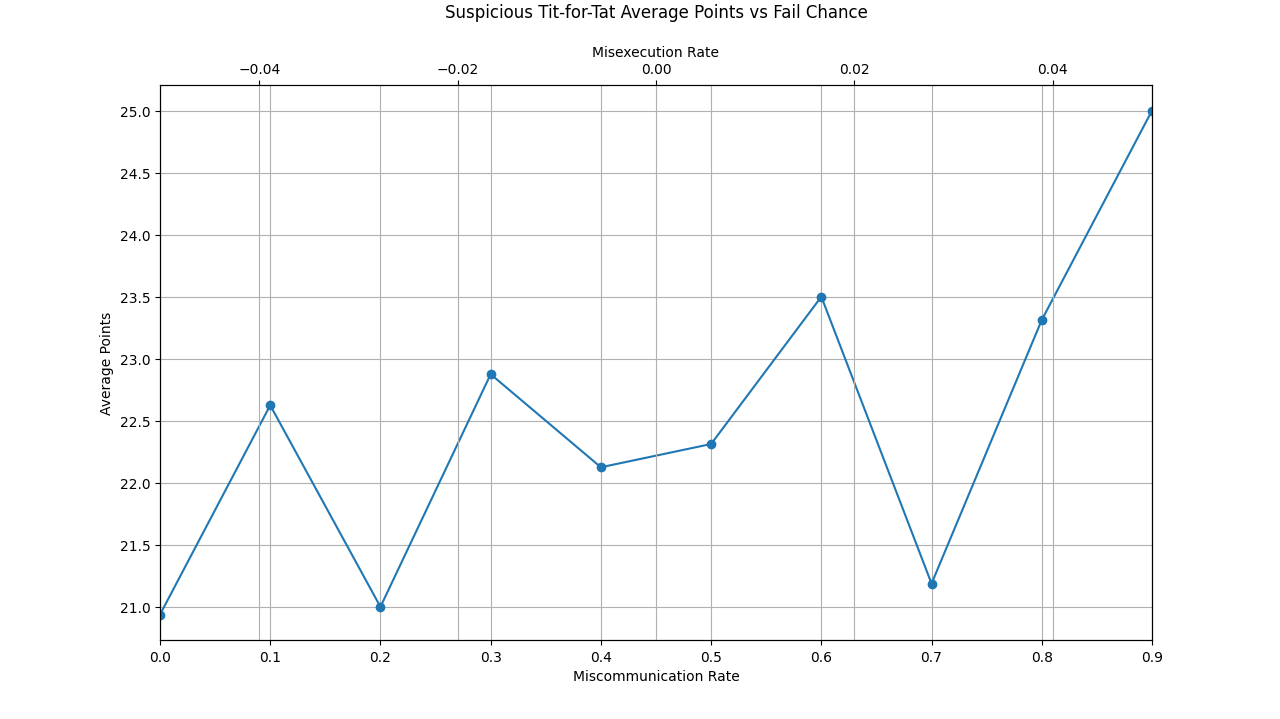 Suspicious Tit-for-Tat Average Points vs Fail Chance
Misexecution Rate
−0.04 −0.02 0.00 0.02 0.04
25.0
24.5
24.0
23.5
23.0
22.5
22.0
21.5
21.0
Average Points
0.0 0.1 0.2 0.3 0.4 0.5 0.6 0.7 0.8 0.9
Miscommunication Rate